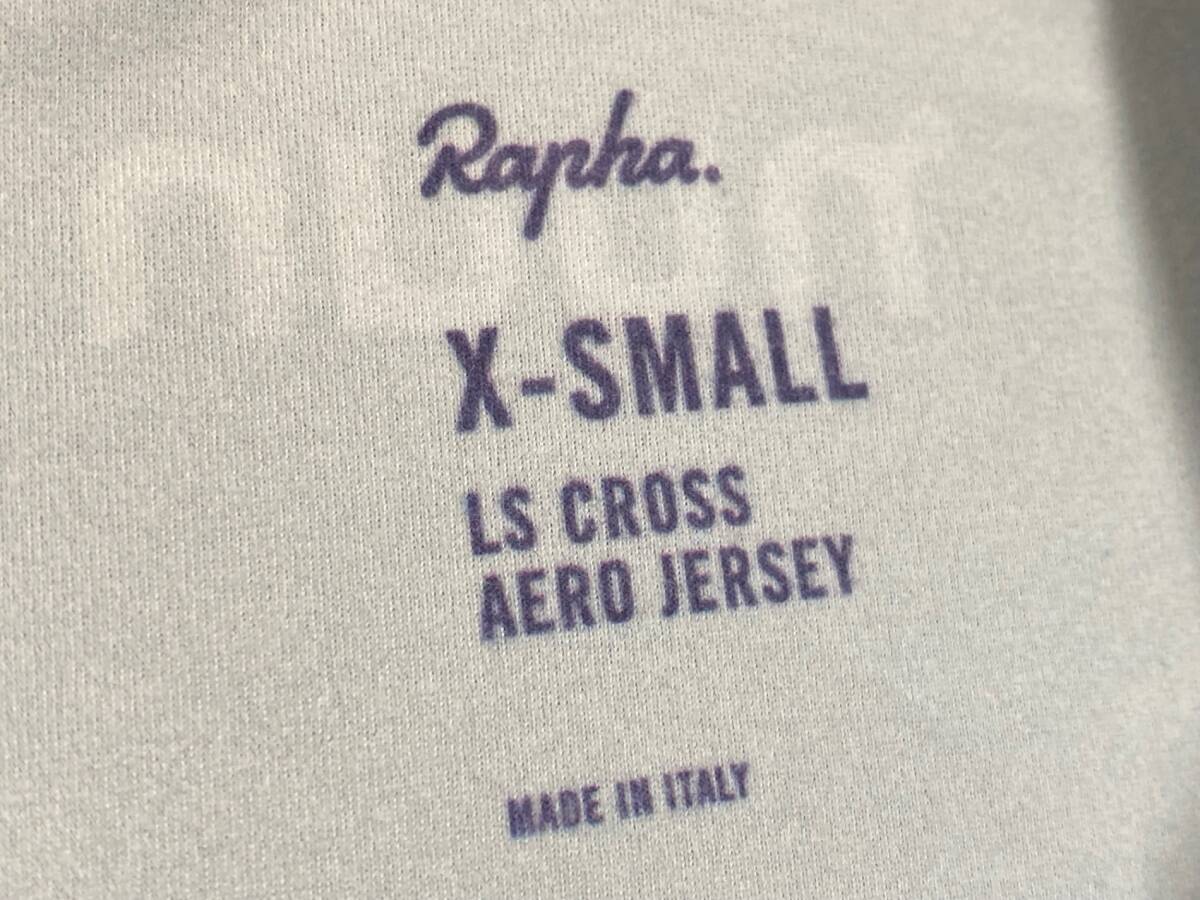 Rapha.
X-SMALL
LS CROSS
AERO JERSEY
MADE IN ITALY